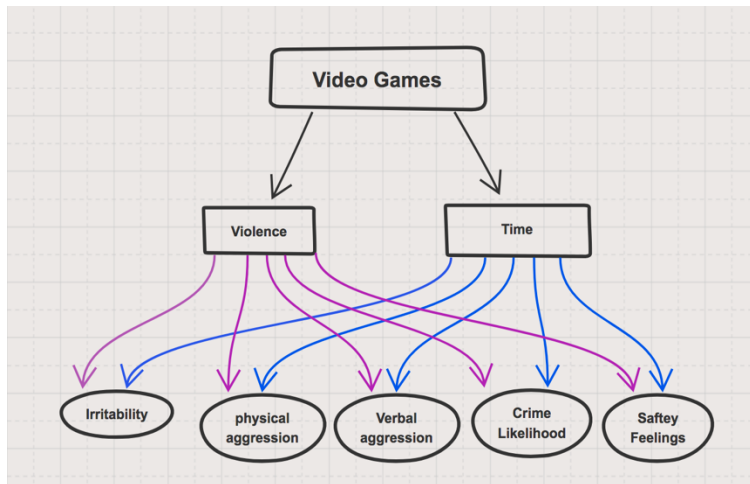 Video Games
Violence
Time
Irritability
physical
aggression
Verbal
aggression
Crime
Likelihood
Saftey
Feelings